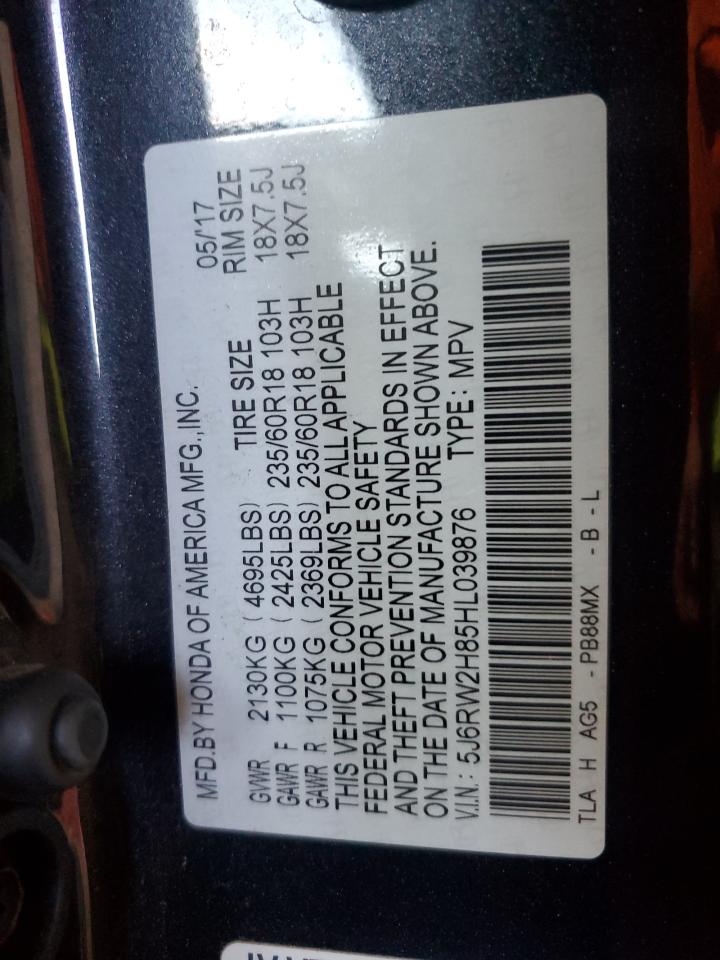 MFD.BY HONDA OF AMERICA MFG.,INC. 05/'17
GVWR 2130KG ( 4695LBS) TIRE SIZE RIM SIZE
GAWR F 1100KG ( 2425LBS) 235/60R18 103H 18X7.5J
GAWR R 1075KG ( 2369LBS) 235/60R18 103H 18X7.5J
THIS VEHICLE CONFORMS TO ALL APPLICABLE
FEDERAL MOTOR VEHICLE SAFETY
AND THEFT PREVENTION STANDARDS IN EFFECT
ON THE DATE OF MANUFACTURE SHOWN ABOVE.
V.I.N.: 5J6RW2H85HL039876 TYPE: MPV
TLA H AG5 - PB88MX - B - L